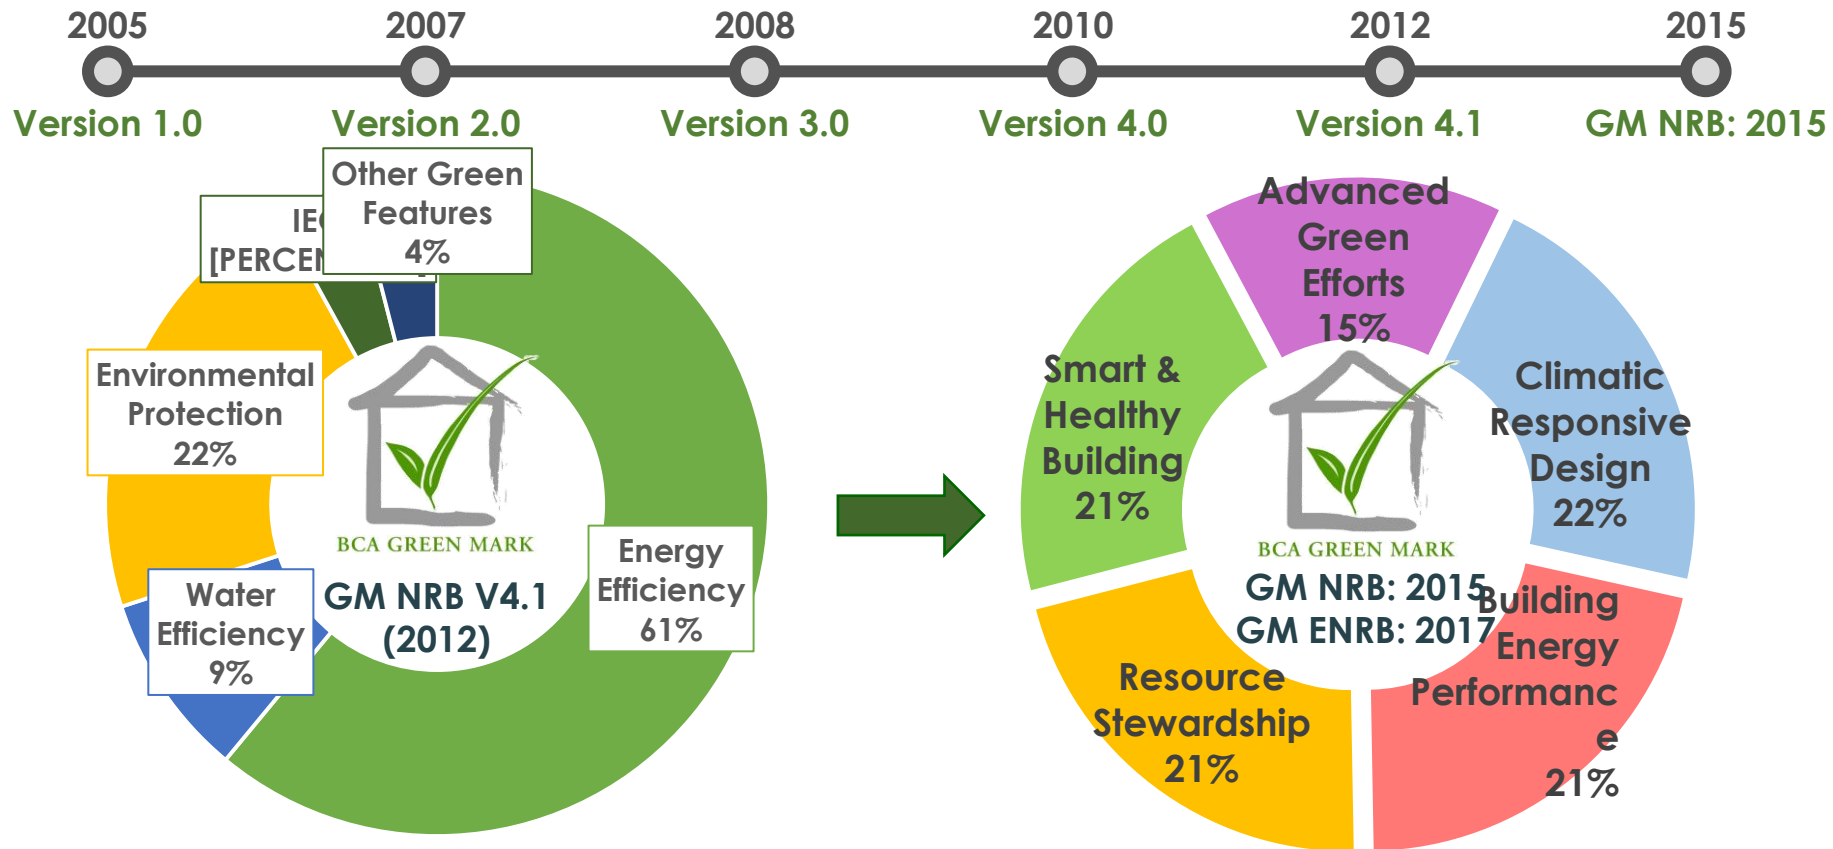 2005 2007 2008 2010 2012 2015
Version 1.0 Version 2.0 Version 3.0 Version 4.0 Version 4.1 GM NRB: 2015
Other Green
Features
4%
Environmental
Protection
22%
Water
Efficiency
9%
Energy
Efficiency
61%
BCA GREEN MARK
GM NRB V4.1
(2012)
Advanced
Green
Efforts
15%
Smart &
Healthy
Building
21%
Climatic
Responsive
Design
22%
BCA GREEN MARK
GM NRB: 2015
GM ENRB: 2017
Building
Energy
Performanc
e
21%
Resource
Stewardship
21%